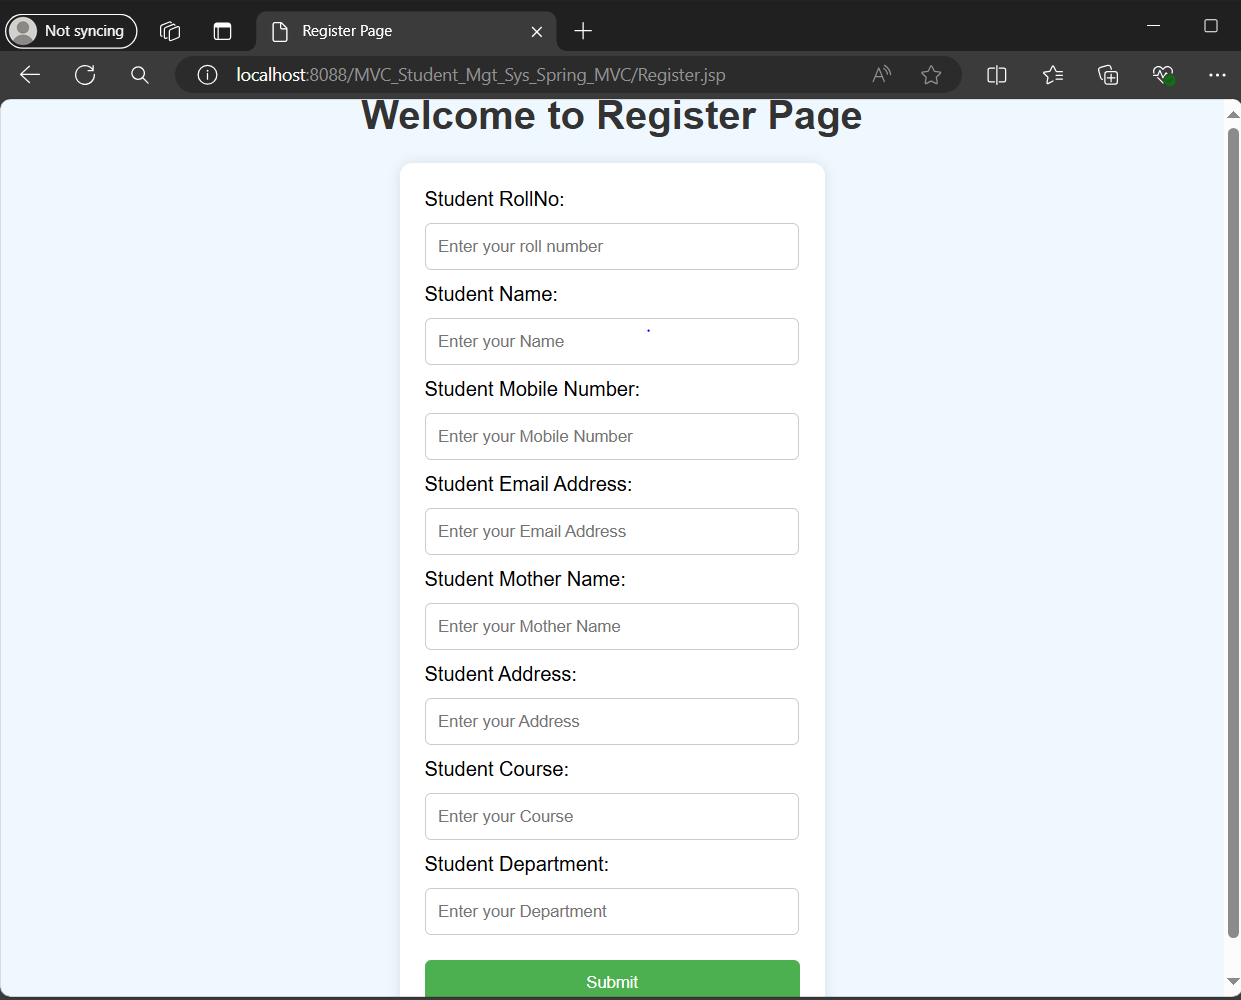 Not syncing
Register Page
localhost:8088/MVC_Student_Mgt_Sys_Spring_MVC/Register.jsp
Welcome to Register Page
Student RollNo:
Enter your roll number
Student Name:
Enter your Name
Student Mobile Number:
Enter your Mobile Number
Student Email Address:
Enter your Email Address
Student Mother Name:
Enter your Mother Name
Student Address:
Enter your Address
Student Course:
Enter your Course
Student Department:
Enter your Department
Submit